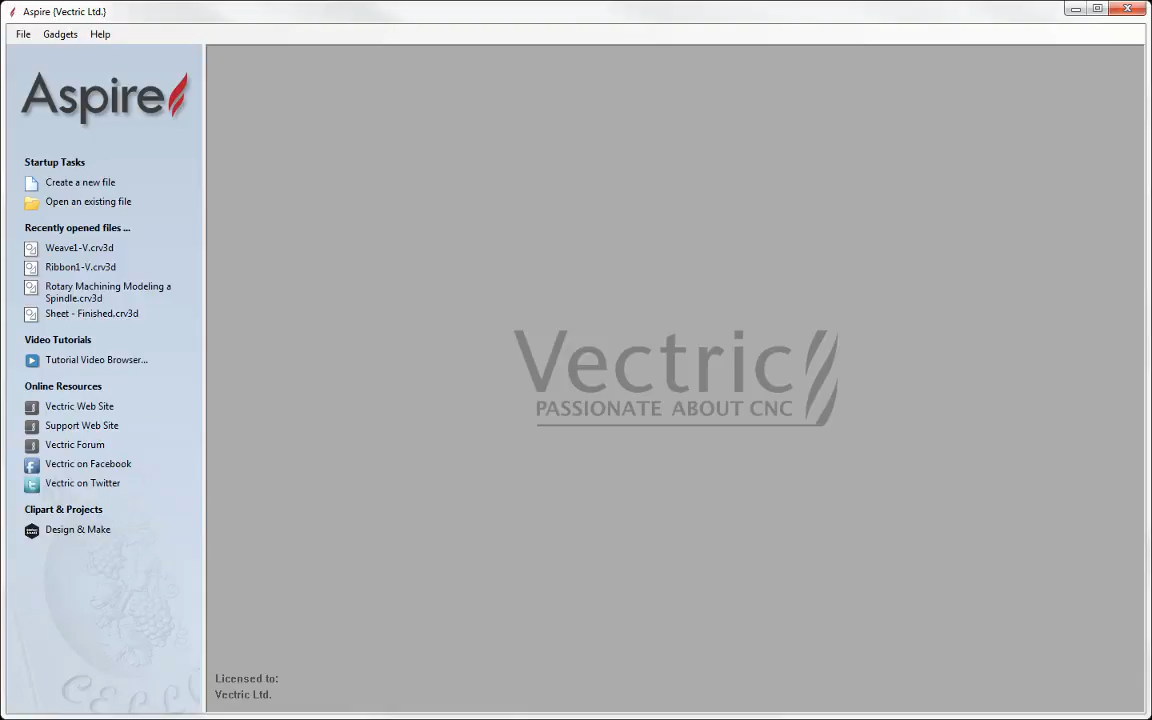 Aspire {Vectric Ltd.}
File Gadgets Help
Aspire
Startup Tasks
Create a new file
Open an existing file
Recently opened files ...
Weave1-V.crv3d
Ribbon1-V.crv3d
Rotary Machining Modeling a
Spindle.crv3d
Sheet - Finished.crv3d
Video Tutorials
Tutorial Video Browser...
Online Resources
Vectric Web Site
Support Web Site
Vectric Forum
Vectric on Facebook
Vectric on Twitter
Clipart & Projects
Design & Make
Vectric
PASSIONATE ABOUT CNC
Licensed to:
Vectric Ltd.